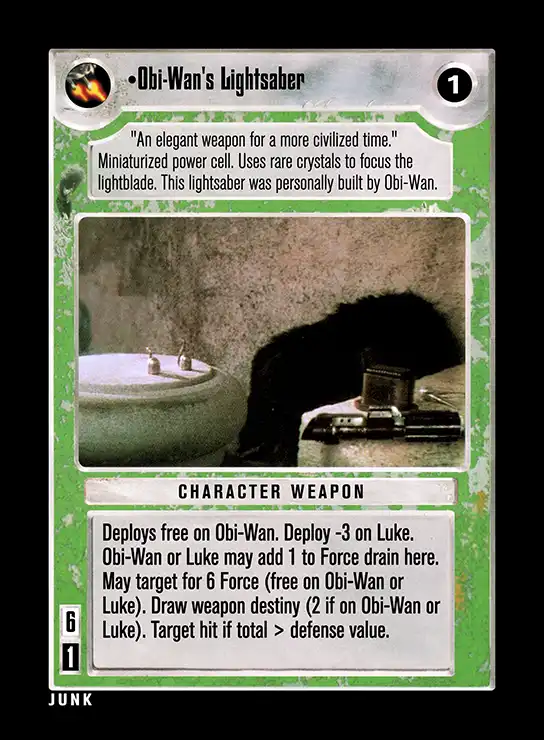 •Obi-Wan's Lightsaber
1
"An elegant weapon for a more civilized time."
Miniaturized power cell. Uses rare crystals to focus the
lightblade. This lightsaber was personally built by Obi-Wan.
CHARACTER WEAPON
Deploys free on Obi-Wan. Deploy -3 on Luke.
Obi-Wan or Luke may add 1 to Force drain here.
May target for 6 Force (free on Obi-Wan or
Luke). Draw weapon destiny (2 if on Obi-Wan or
Luke). Target hit if total > defense value.
6
1
JUNK